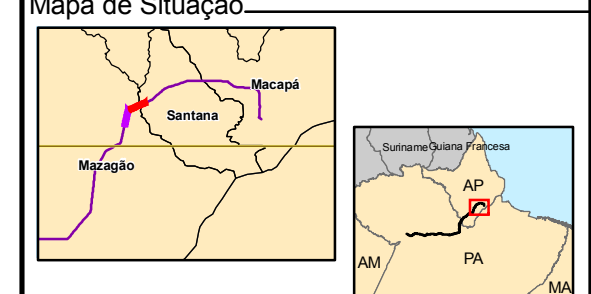 Mapa de Situação
Macapá
Santana
Mazagão
Suriname
Guiana Francesa
AP
AM
PA
MA